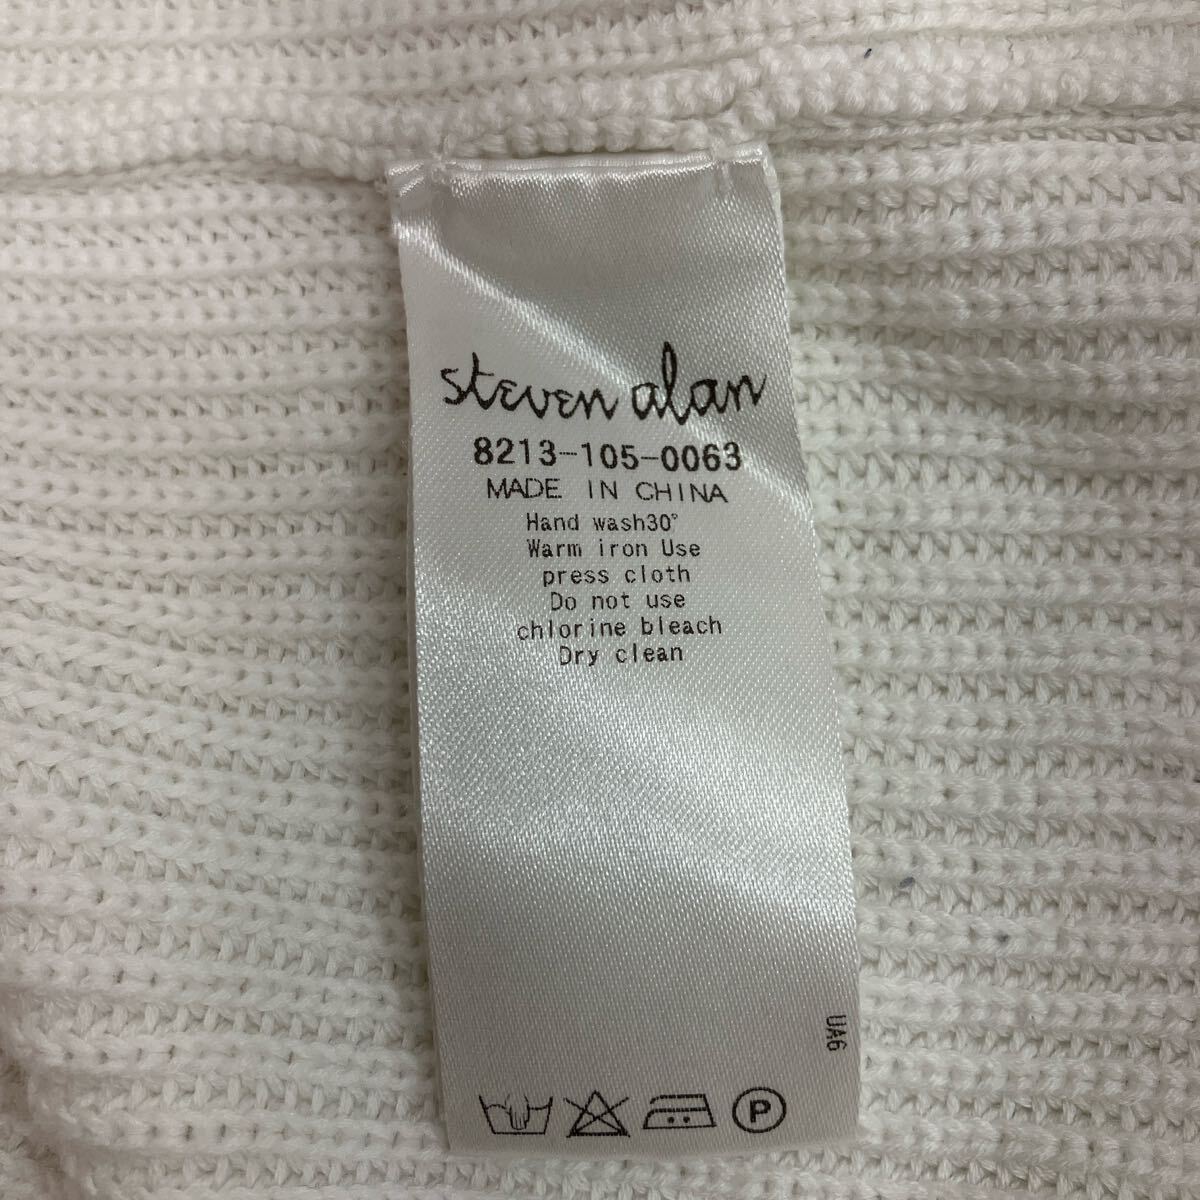 steven alan
8213-105-0063
MADE IN CHINA
Hand wash30°
Warm iron Use
press cloth
Do not use
chlorine bleach
Dry clean
UA6
P